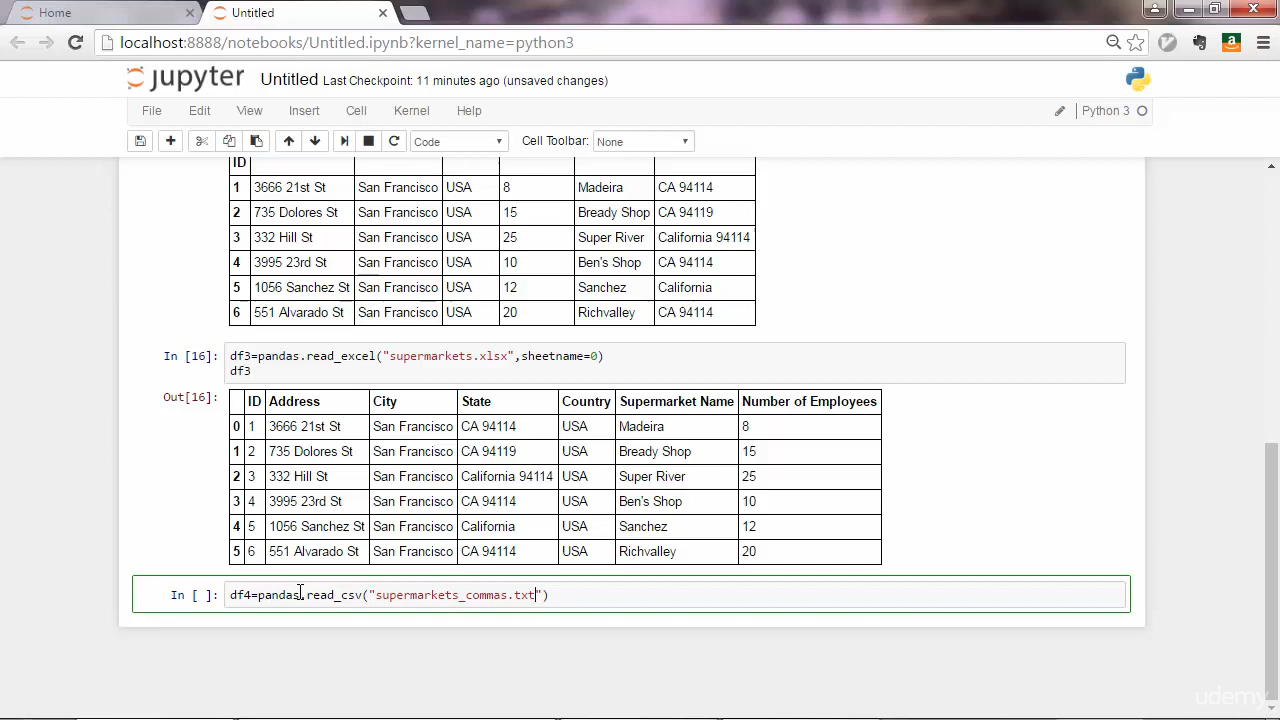 Home
Untitled
localhost:8888/notebooks/Untitled.ipynb?kernel_name=python3
jupyter Untitled Last Checkpoint: 11 minutes ago (unsaved changes)
File Edit View Insert Cell Kernel Help Python 3
Code Cell Toolbar: None
ID
1 3666 21st St San Francisco USA 8 Madeira CA 94114
2 735 Dolores St San Francisco USA 15 Bready Shop CA 94119
3 332 Hill St San Francisco USA 25 Super River California 94114
4 3995 23rd St San Francisco USA 10 Ben's Shop CA 94114
5 1056 Sanchez St San Francisco USA 12 Sanchez California
6 551 Alvarado St San Francisco USA 20 Richvalley CA 94114
In [16]: df3=pandas.read_excel("supermarkets.xlsx",sheetname=0)
df3
Out[16]:
ID Address City State Country Supermarket Name Number of Employees
0 1 3666 21st St San Francisco CA 94114 USA Madeira 8
1 2 735 Dolores St San Francisco CA 94119 USA Bready Shop 15
2 3 332 Hill St San Francisco California 94114 USA Super River 25
3 4 3995 23rd St San Francisco CA 94114 USA Ben's Shop 10
4 5 1056 Sanchez St San Francisco California USA Sanchez 12
5 6 551 Alvarado St San Francisco CA 94114 USA Richvalley 20
In [ ]: df4=pandas.read_csv("supermarkets_commas.txt")
udemy